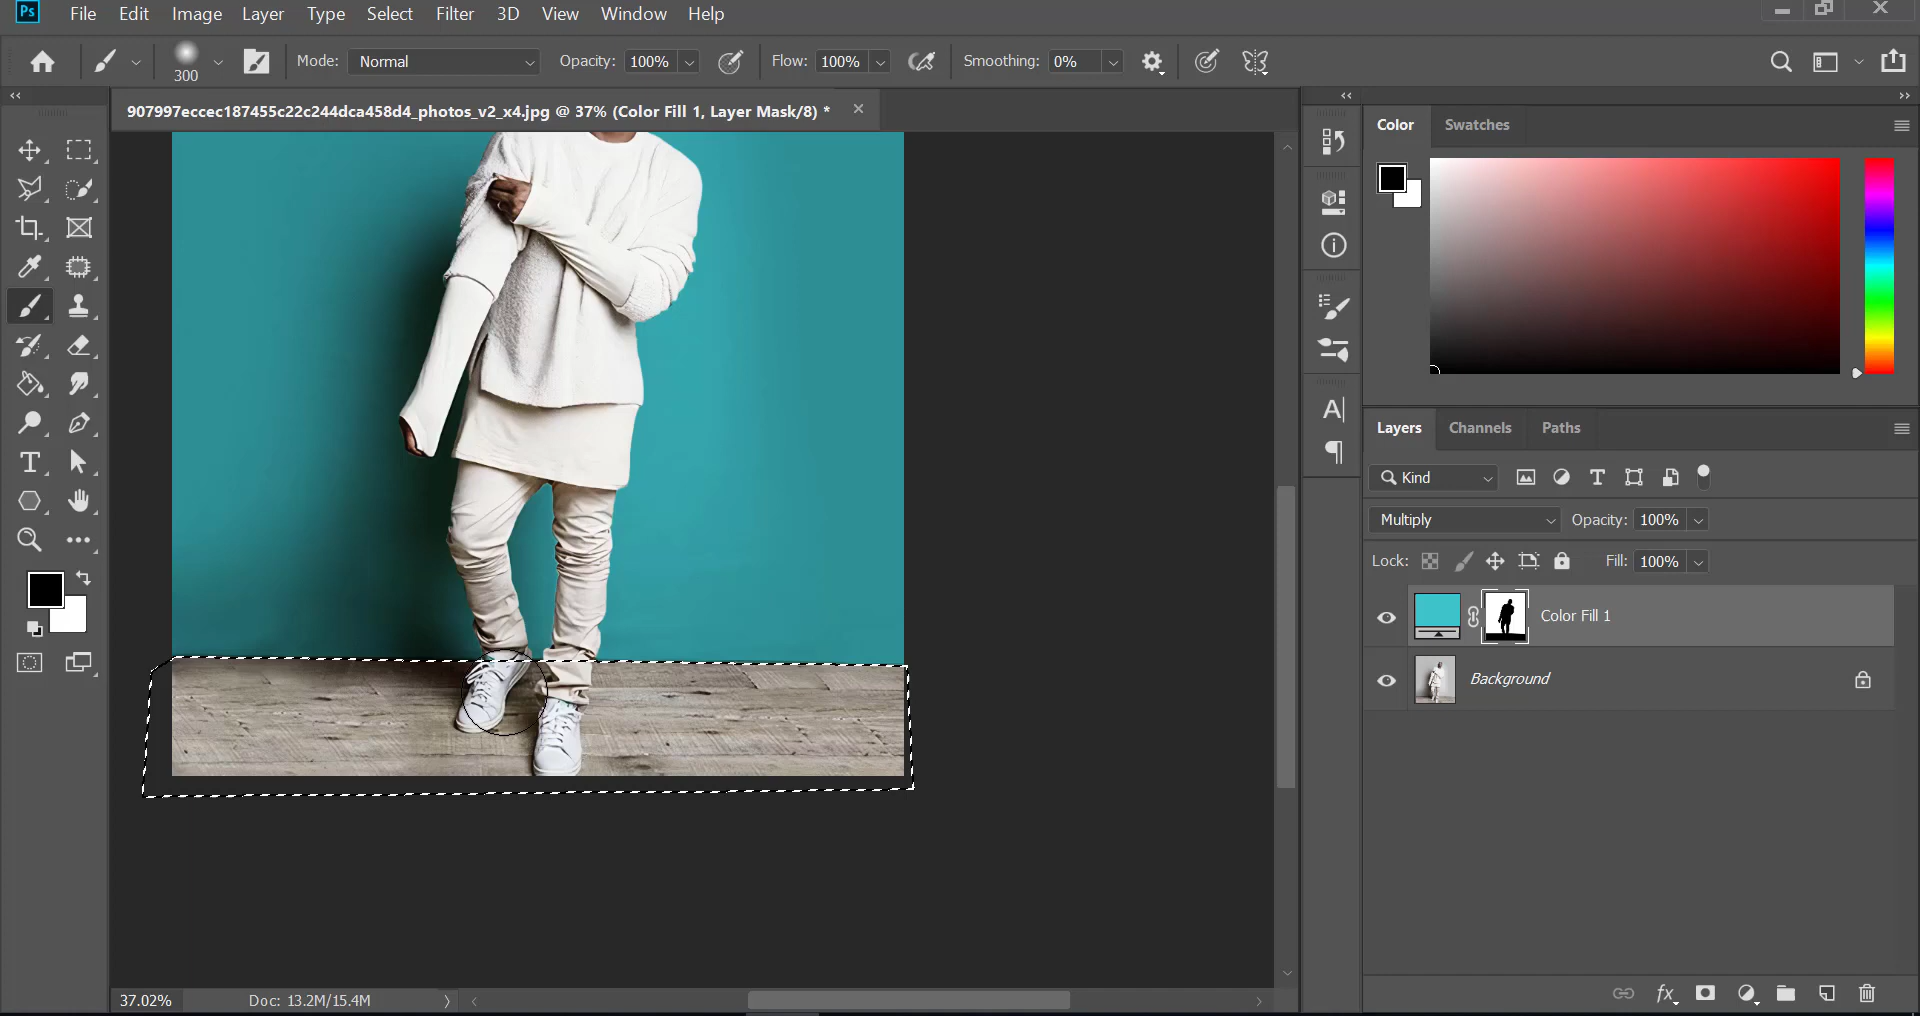 Ps File Edit Image Layer Type Select Filter 3D View Window Help
300 Mode: Normal Opacity: 100% Flow: 100% Smoothing: 0%
907997eccec187455c22c244dca458d4_photos_v2_x4.jpg @ 37% (Color Fill 1, Layer Mask/8) *
Color Swatches
Layers Channels Paths
Kind
Multiply Opacity: 100%
Lock: Fill: 100%
Color Fill 1
Background
37.02% Doc: 13.2M/15.4M